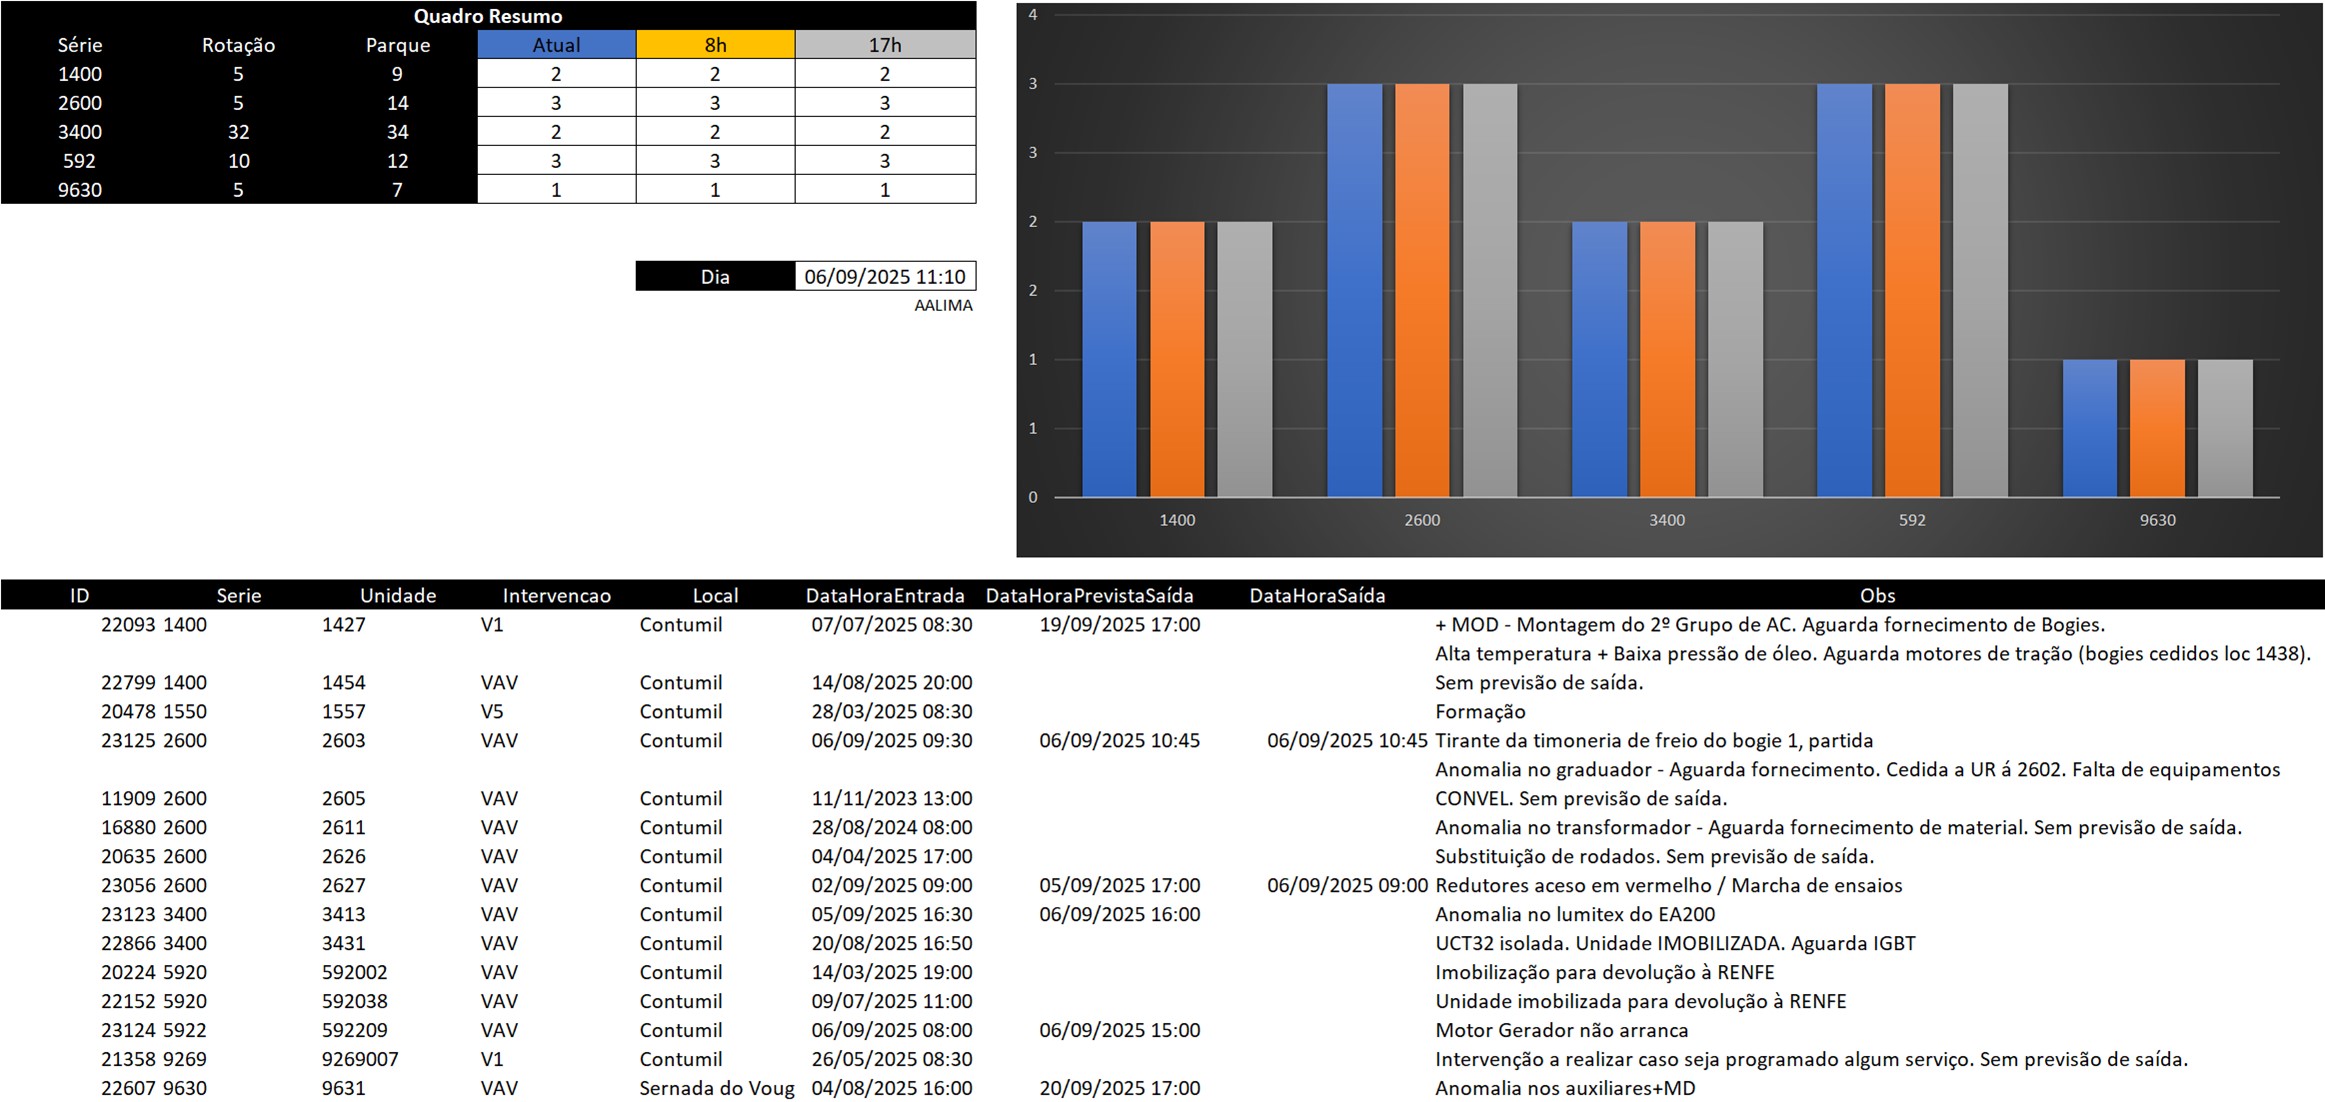 Quadro Resumo
Série Rotação Parque Atual 8h 17h
1400 5 9 2 2 2
2600 5 14 3 3 3
3400 32 34 2 2 2
592 10 12 3 3 3
9630 5 7 1 1 1
Dia 06/09/2025 11:10
AALIMA
4
3
3
2
2
1
1
0
1400 2600 3400 592 9630
ID Serie Unidade Intervencao Local DataHoraEntrada DataHoraPrevistaSaída DataHoraSaída Obs
22093 1400 1427 V1 Contumil 07/07/2025 08:30 19/09/2025 17:00 + MOD - Montagem do 2º Grupo de AC. Aguarda fornecimento de Bogies.
Alta temperatura + Baixa pressão de óleo. Aguarda motores de tração (bogies cedidos loc 1438).
22799 1400 1454 VAV Contumil 14/08/2025 20:00 Sem previsão de saída.
20478 1550 1557 V5 Contumil 28/03/2025 08:30 Formação
23125 2600 2603 VAV Contumil 06/09/2025 09:30 06/09/2025 10:45 06/09/2025 10:45 Tirante da timoneria de freio do bogie 1, partida
Anomalia no graduador - Aguarda fornecimento. Cedida a UR á 2602. Falta de equipamentos
11909 2600 2605 VAV Contumil 11/11/2023 13:00 CONVEL. Sem previsão de saída.
16880 2600 2611 VAV Contumil 28/08/2024 08:00 Anomalia no transformador - Aguarda fornecimento de material. Sem previsão de saída.
20635 2600 2626 VAV Contumil 04/04/2025 17:00 Substituição de rodados. Sem previsão de saída.
23056 2600 2627 VAV Contumil 02/09/2025 09:00 05/09/2025 17:00 06/09/2025 09:00 Redutores aceso em vermelho / Marcha de ensaios
23123 3400 3413 VAV Contumil 05/09/2025 16:30 06/09/2025 16:00 Anomalia no lumitex do EA200
22866 3400 3431 VAV Contumil 20/08/2025 16:50 UCT32 isolada. Unidade IMOBILIZADA. Aguarda IGBT
20224 5920 592002 VAV Contumil 14/03/2025 19:00 Imobilização para devolução à RENFE
22152 5920 592038 VAV Contumil 09/07/2025 11:00 Unidade imobilizada para devolução à RENFE
23124 5922 592209 VAV Contumil 06/09/2025 08:00 06/09/2025 15:00 Motor Gerador não arranca
21358 9269 9269007 V1 Contumil 26/05/2025 08:30 Intervenção a realizar caso seja programado algum serviço. Sem previsão de saída.
22607 9630 9631 VAV Sernada do Voug 04/08/2025 16:00 20/09/2025 17:00 Anomalia nos auxiliares+MD